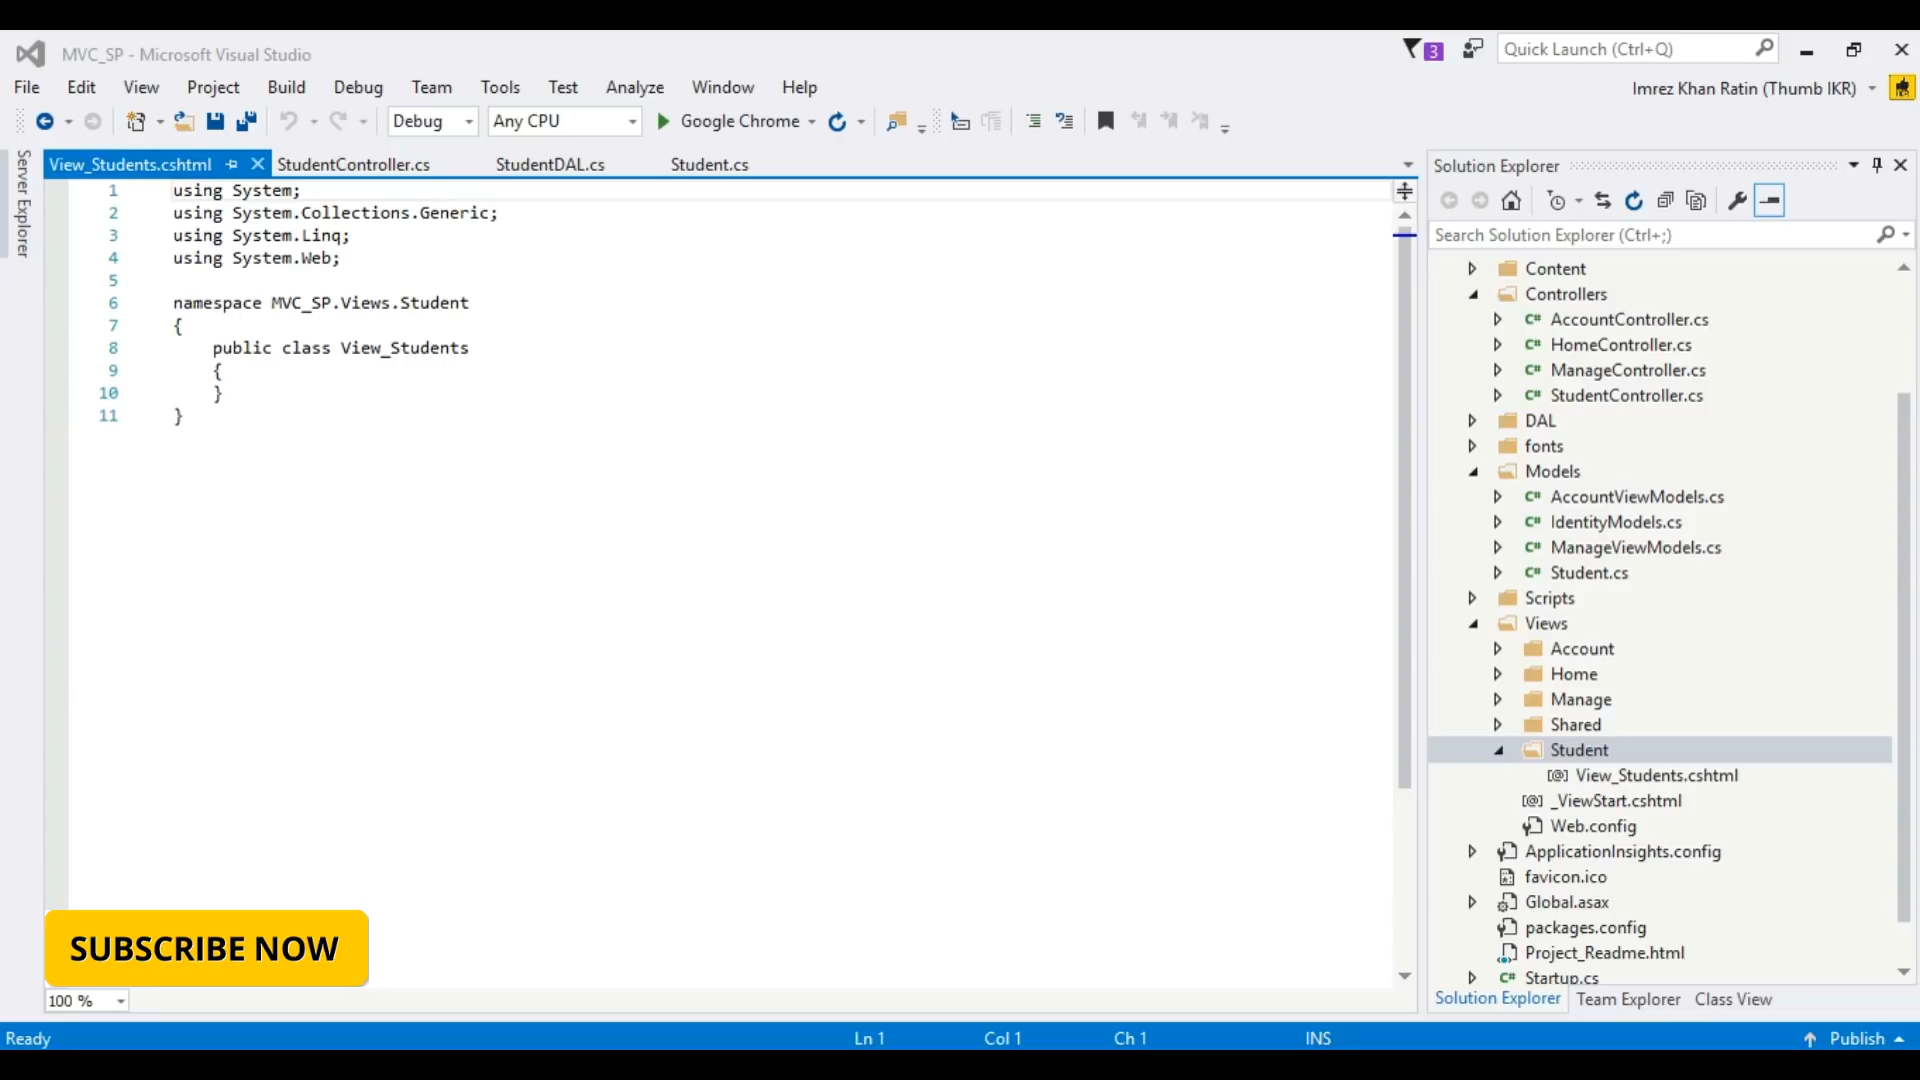 MVC_SP - Microsoft Visual Studio
3
Quick Launch (Ctrl+Q)
File Edit View Project Build Debug Team Tools Test Analyze Window Help
Imrez Khan Ratin (Thumb IKR)
Debug Any CPU Google Chrome
Server Explorer
View_Students.cshtml StudentController.cs StudentDAL.cs Student.cs
1 using System;
2 using System.Collections.Generic;
3 using System.Linq;
4 using System.Web;
5
6 namespace MVC_SP.Views.Student
7 {
8 public class View_Students
9 {
10 }
11 }
Solution Explorer
Search Solution Explorer (Ctrl+;)
Content
Controllers
C# AccountController.cs
C# HomeController.cs
C# ManageController.cs
C# StudentController.cs
DAL
fonts
Models
C# AccountViewModels.cs
C# IdentityModels.cs
C# ManageViewModels.cs
C# Student.cs
Scripts
Views
Account
Home
Manage
Shared
Student
[@] View_Students.cshtml
[@] _ViewStart.cshtml
Web.config
ApplicationInsights.config
favicon.ico
Global.asax
packages.config
Project_Readme.html
C# Startup.cs
Solution Explorer Team Explorer Class View
SUBSCRIBE NOW
100 %
Ready Ln 1 Col 1 Ch 1 INS Publish